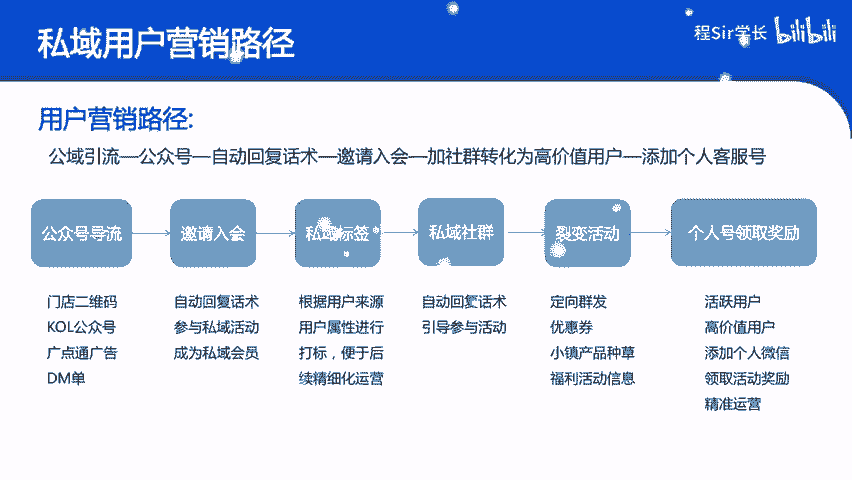 私域用户营销路径
程Sir学长 bilibili
用户营销路径:
公域引流—公众号—自动回复话术—邀请入会—加社群转化为高价值用户—添加个人客服号
公众号导流
邀请入会
私域标签
私域社群
裂变活动
个人号领取奖励
门店二维码
KOL公众号
广点通广告
DM单
自动回复话术
参与私域活动
成为私域会员
根据用户来源
用户属性进行
打标，便于后
续精细化运营
自动回复话术
引导参与活动
定向群发
优惠券
小镇产品种草
福利活动信息
活跃用户
高价值用户
添加个人微信
领取活动奖励
精准运营